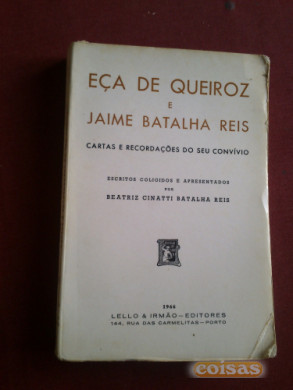 EÇA DE QUEIROZ
E
JAIME BATALHA REIS
CARTAS E RECORDAÇÕES DO SEU CONVÍVIO
ESCRITOS COLIGIDOS E APRESENTADOS
POR
BEATRIZ CINATTI BATALHA REIS
1966
LELLO & IRMÃO—EDITORES
144, RUA DAS CARMELITAS—PORTO
coisas